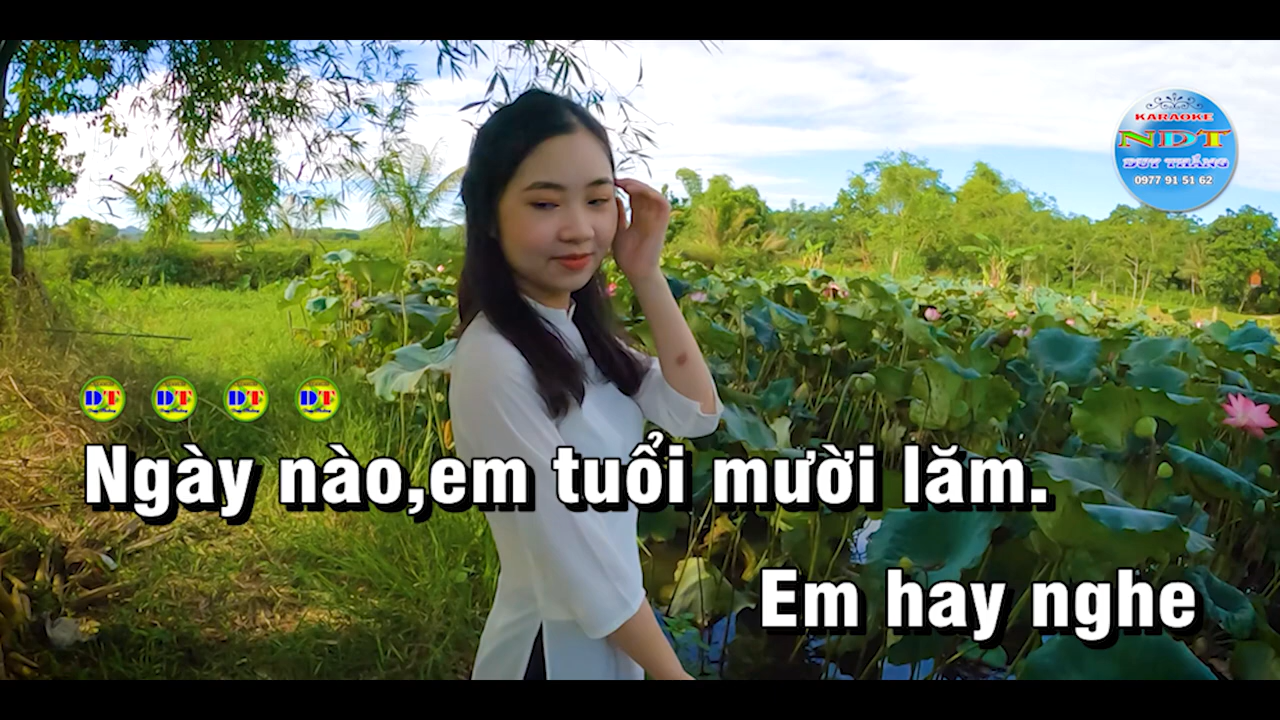 KARAOKE
NDT
DUY THẮNG
0977 91 51 62
DT DT DT DT
Ngày nào,em tuổi mười lăm.
Em hay nghe